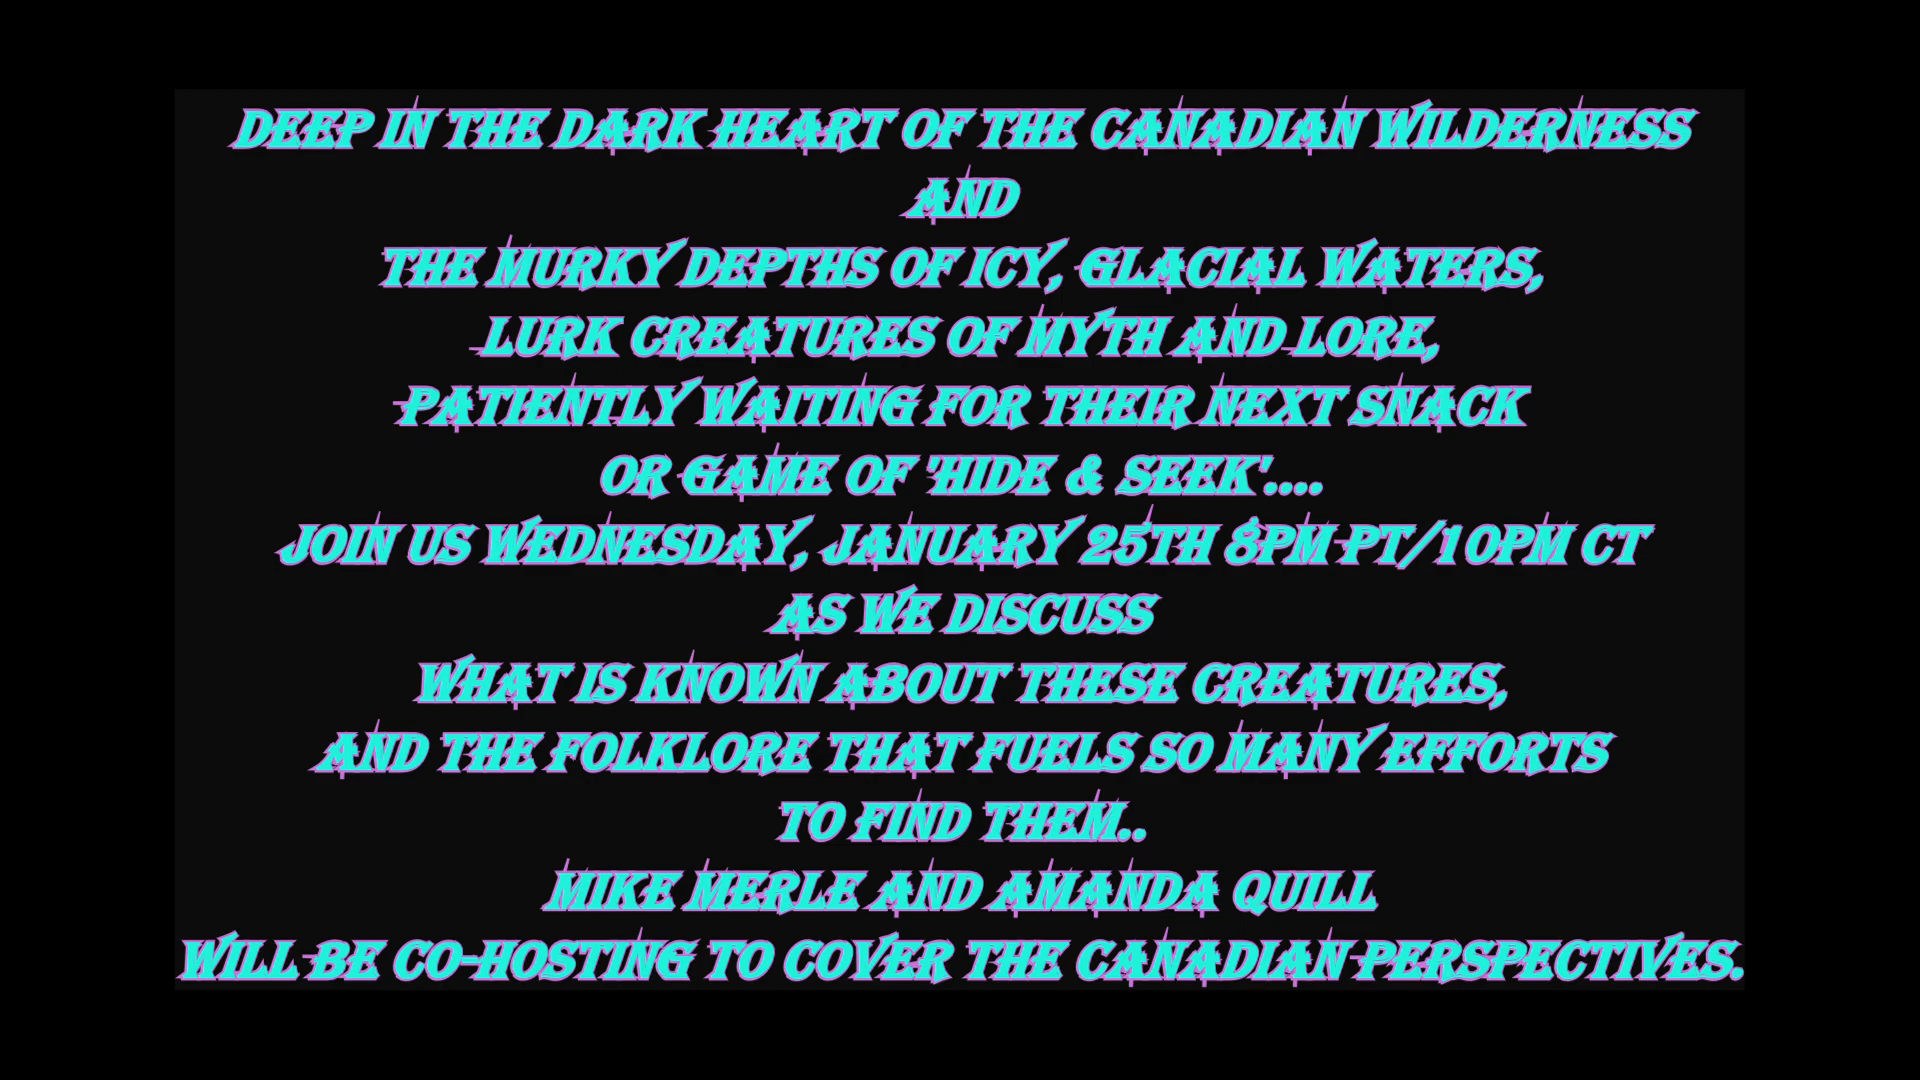 DEEP IN THE DARK HEART OF THE CANADIAN WILDERNESS
AND
THE MURKY DEPTHS OF ICY, GLACIAL WATERS,
LURK CREATURES OF MYTH AND LORE,
PATIENTLY WAITING FOR THEIR NEXT SNACK
OR GAME OF 'HIDE & SEEK'....
JOIN US WEDNESDAY, JANUARY 25TH 8PM PT/10PM CT
AS WE DISCUSS
WHAT IS KNOWN ABOUT THESE CREATURES,
AND THE FOLKLORE THAT FUELS SO MANY EFFORTS
TO FIND THEM..
MIKE MERLE AND AMANDA QUILL
WILL BE CO-HOSTING TO COVER THE CANADIAN PERSPECTIVES.